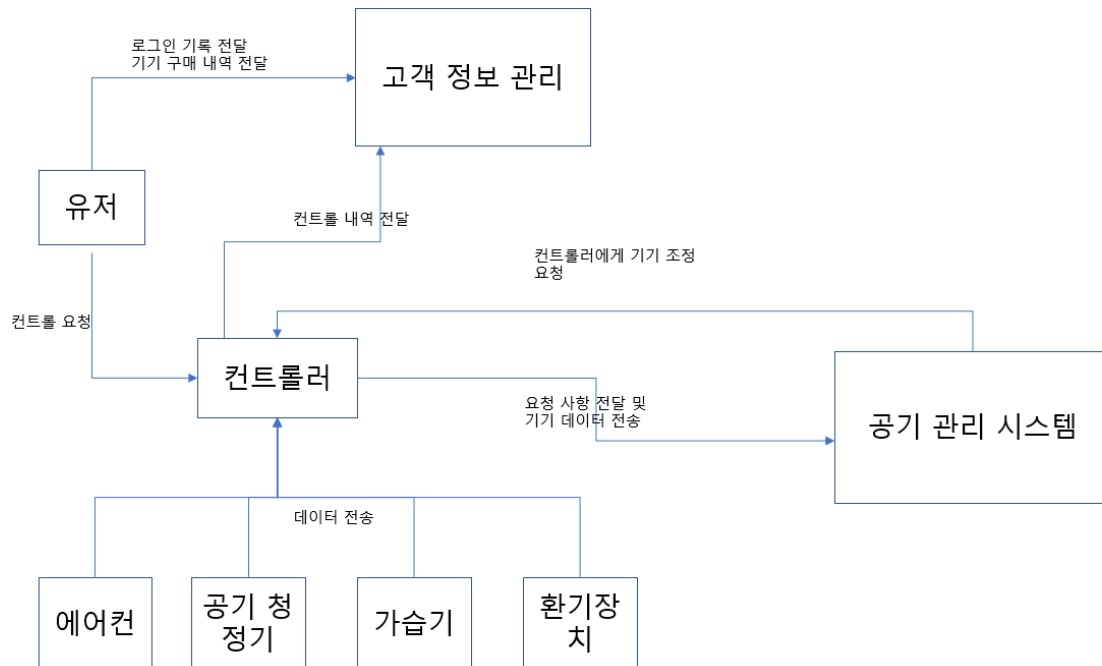 로그인 기록 전달
기기 구매 내역 전달
고객 정보 관리
유저
컨트롤 내역 전달
컨트롤러에게 기기 조정
요청
컨트롤 요청
컨트롤러
요청 사항 전달 및
기기 데이터 전송
공기 관리 시스템
데이터 전송
에어컨
공기 청
정기
가습기
환기장
치